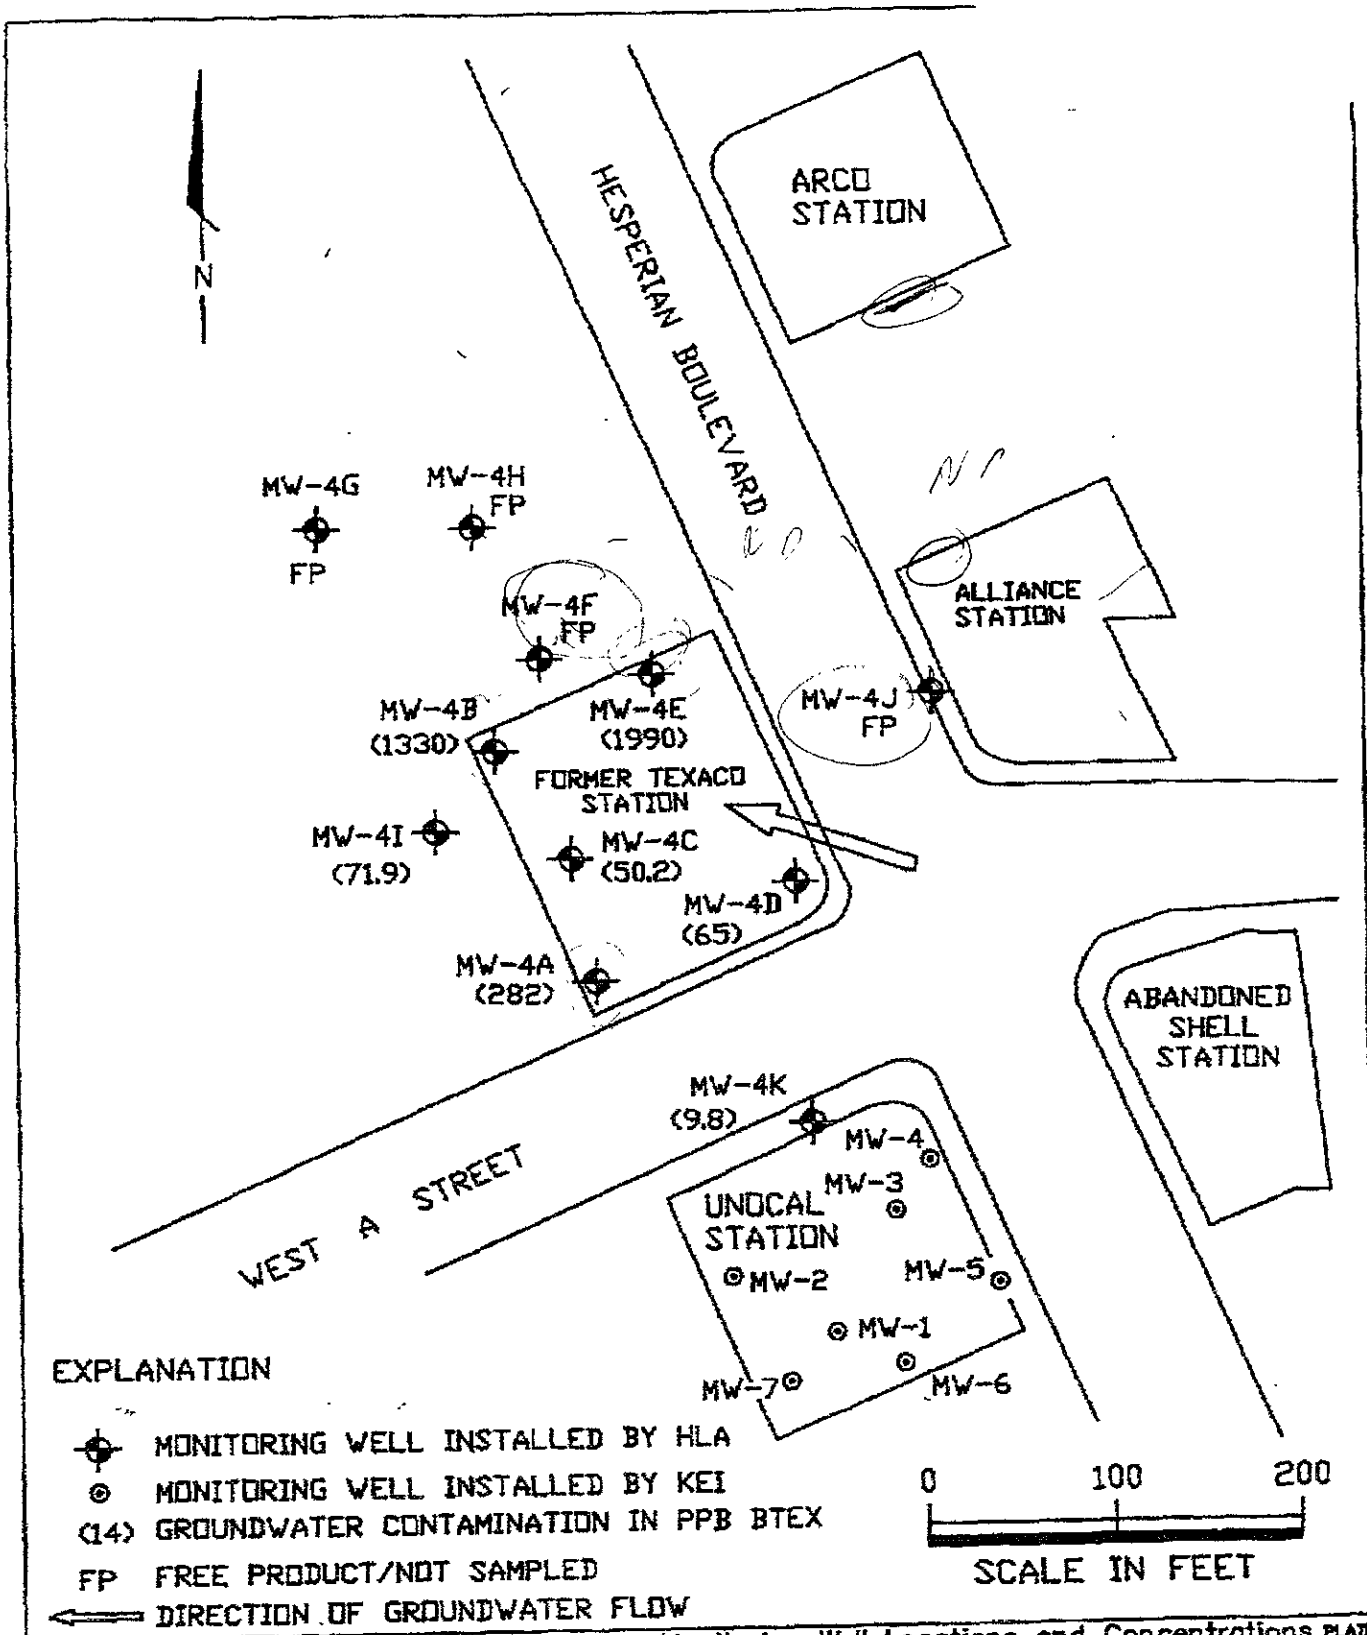 ARCO
STATION
N
HESPERIAN BOULEVARD
MW-4G
FP
MW-4H
FP
MW-4F
FP
ALLIANCE
STATION
MW-4J
FP
MW-4B
(1330)
MW-4E
(1990)
FORMER TEXACO
STATION
MW-4I
(71.9)
MW-4C
(50.2)
MW-4D
(65)
MW-4A
(282)
ABANDONED
SHELL
STATION
MW-4K
(9.8)
MW-4
MW-3
UNOCAL
STATION
WEST A STREET
MW-2
MW-5
MW-1
MW-7
MW-6
EXPLANATION
MONITORING WELL INSTALLED BY HLA
MONITORING WELL INSTALLED BY KEI
(14) GROUNDWATER CONTAMINATION IN PPB BTEX
FP FREE PRODUCT/NOT SAMPLED
DIRECTION OF GROUNDWATER FLOW
0 100 200
SCALE IN FEET
Well Locations and Concentrations